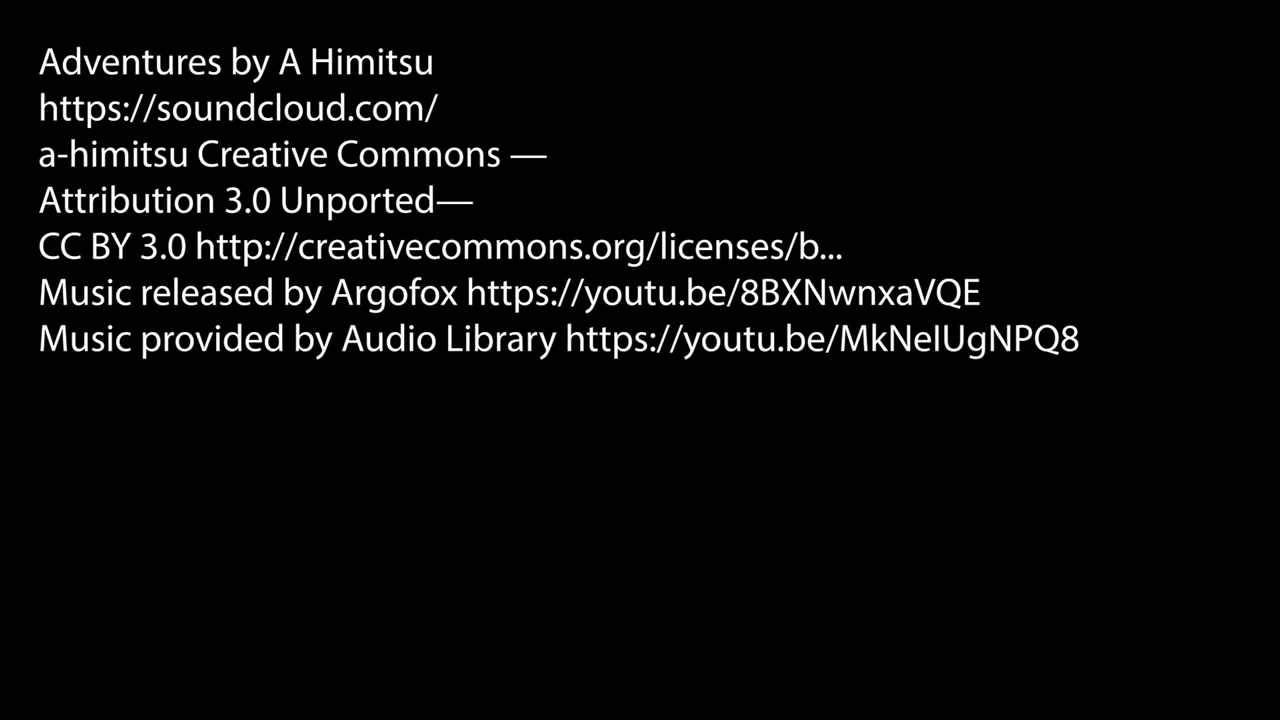 Adventures by A Himitsu
https://soundcloud.com/
a-himitsu Creative Commons —
Attribution 3.0 Unported—
CC BY 3.0 http://creativecommons.org/licenses/b...
Music released by Argofox https://youtu.be/8BXNwnxaVQE
Music provided by Audio Library https://youtu.be/MkNeIUgNPQ8